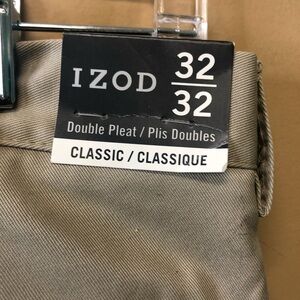 IZOD 32
32
Double Pleat / Plis Doubles
CLASSIC / CLASSIQUE